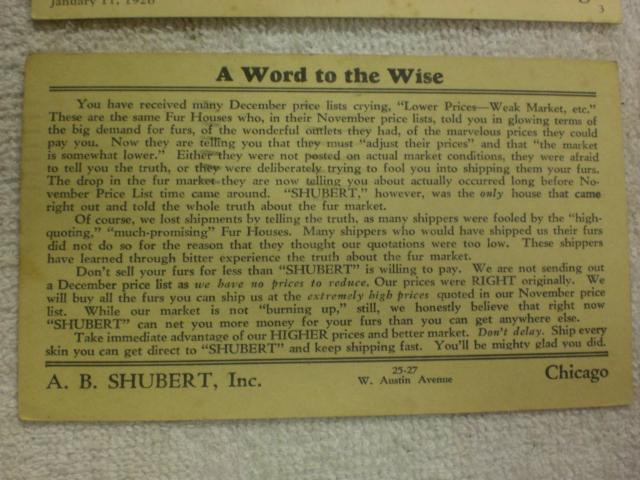 January 11, 1928
3
A Word to the Wise
You have received many December price lists crying, “Lower Prices—Weak Market, etc.”
These are the same Fur Houses who, in their November price lists, told you in glowing terms of
the big demand for furs, of the wonderful outlets they had, of the marvelous prices they could
pay you. Now they are telling you that they must “adjust their prices” and that “the market
is somewhat lower.” Either they were not posted on actual market conditions, they were afraid
to tell you the truth, or they were deliberately trying to fool you into shipping them your furs.
The drop in the fur market they are now telling you about actually occurred long before No-
vember Price List time came around. “SHUBERT,” however, was the only house that came
right out and told the whole truth about the fur market.
Of course, we lost shipments by telling the truth, as many shippers were fooled by the “high-
quoting,” “much-promising” Fur Houses. Many shippers who would have shipped us their furs
did not do so for the reason that they thought our quotations were too low. These shippers
have learned through bitter experience the truth about the fur market.
Don't sell your furs for less than “SHUBERT” is willing to pay. We are not sending out
a December price list as we have no prices to reduce. Our prices were RIGHT originally. We
will buy all the furs you can ship us at the extremely high prices quoted in our November price
list. While our market is not “burning up,” still, we honestly believe that right now
“SHUBERT” can net you more money for your furs than you can get anywhere else.
Take immediate advantage of our HIGHER prices and better market. Don't delay. Ship every
skin you can get direct to “SHUBERT” and keep shipping fast. You'll be mighty glad you did.
A. B. SHUBERT, Inc.
25-27
W. Austin Avenue
Chicago